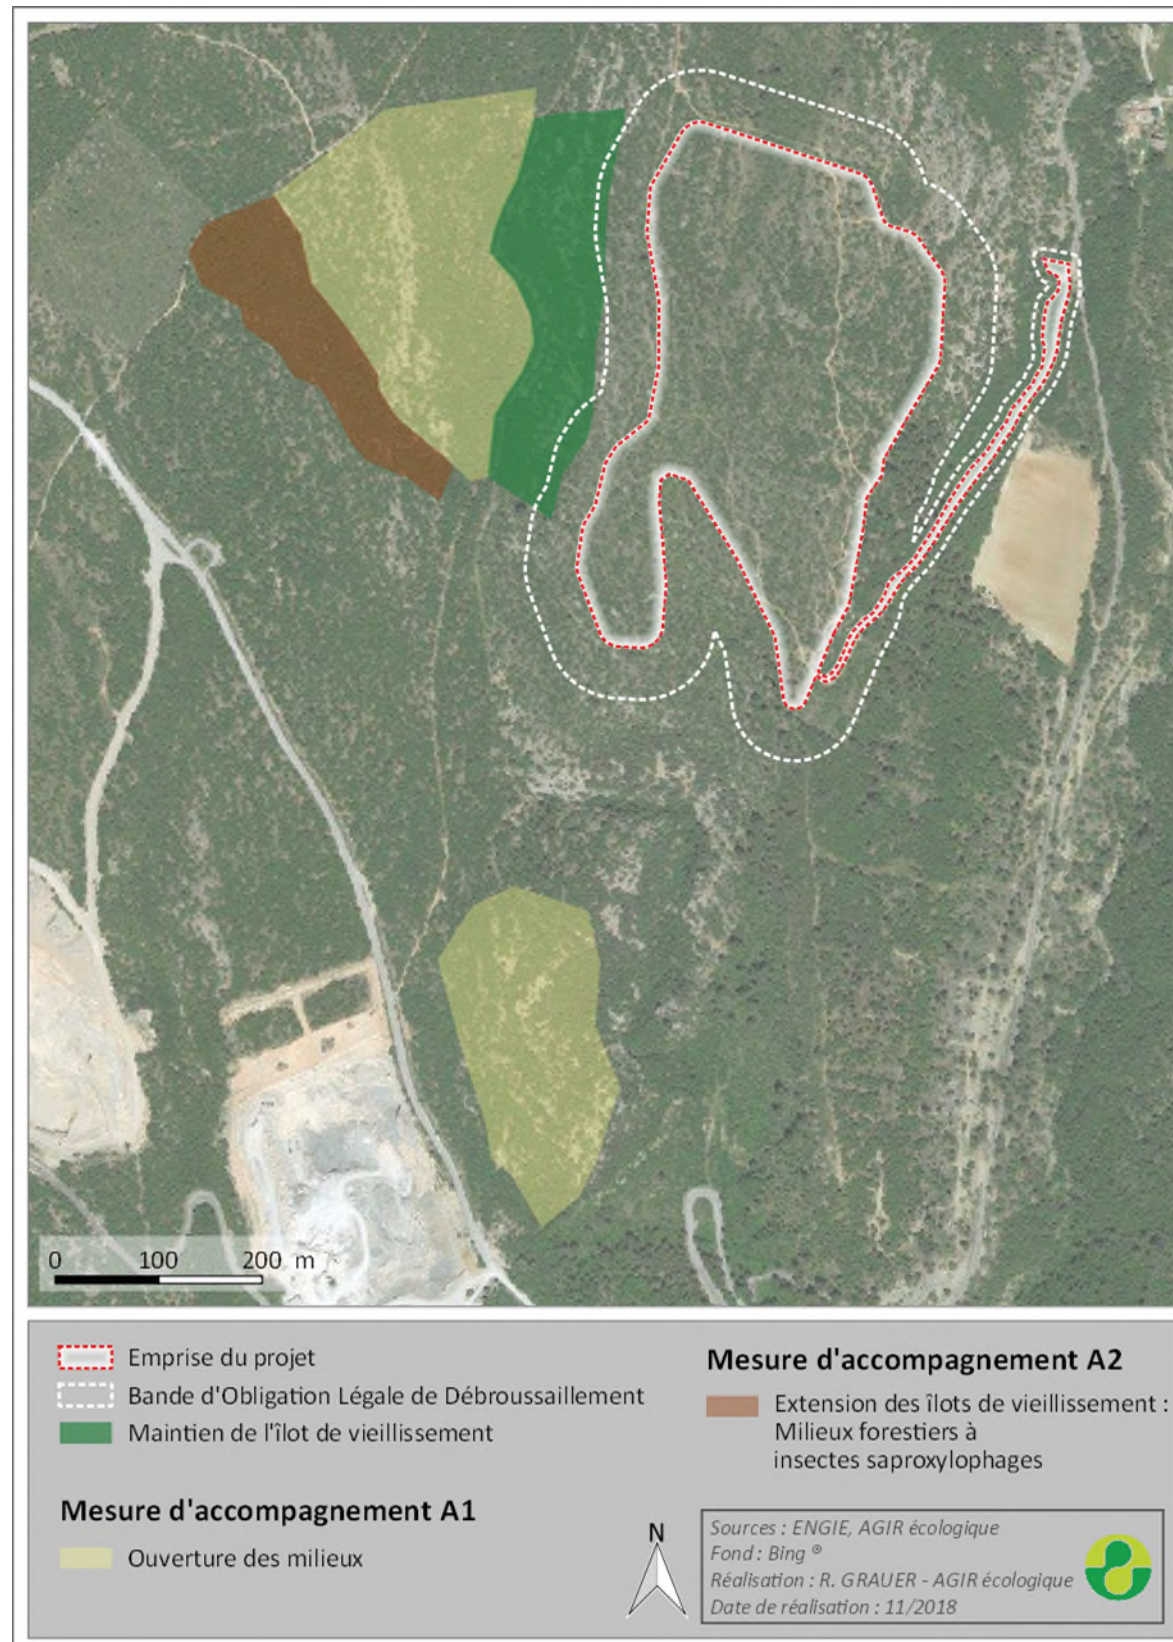 0 100 200 m
Emprise du projet
Bande d'Obligation Légale de Débroussaillement
Maintien de l'îlot de vieillissement
Mesure d'accompagnement A1
Ouverture des milieux
Mesure d'accompagnement A2
Extension des îlots de vieillissement :
Milieux forestiers à
insectes saproxylophages
N
Sources : ENGIE, AGIR écologique
Fond : Bing ®
Réalisation : R. GRAUER - AGIR écologique
Date de réalisation : 11/2018